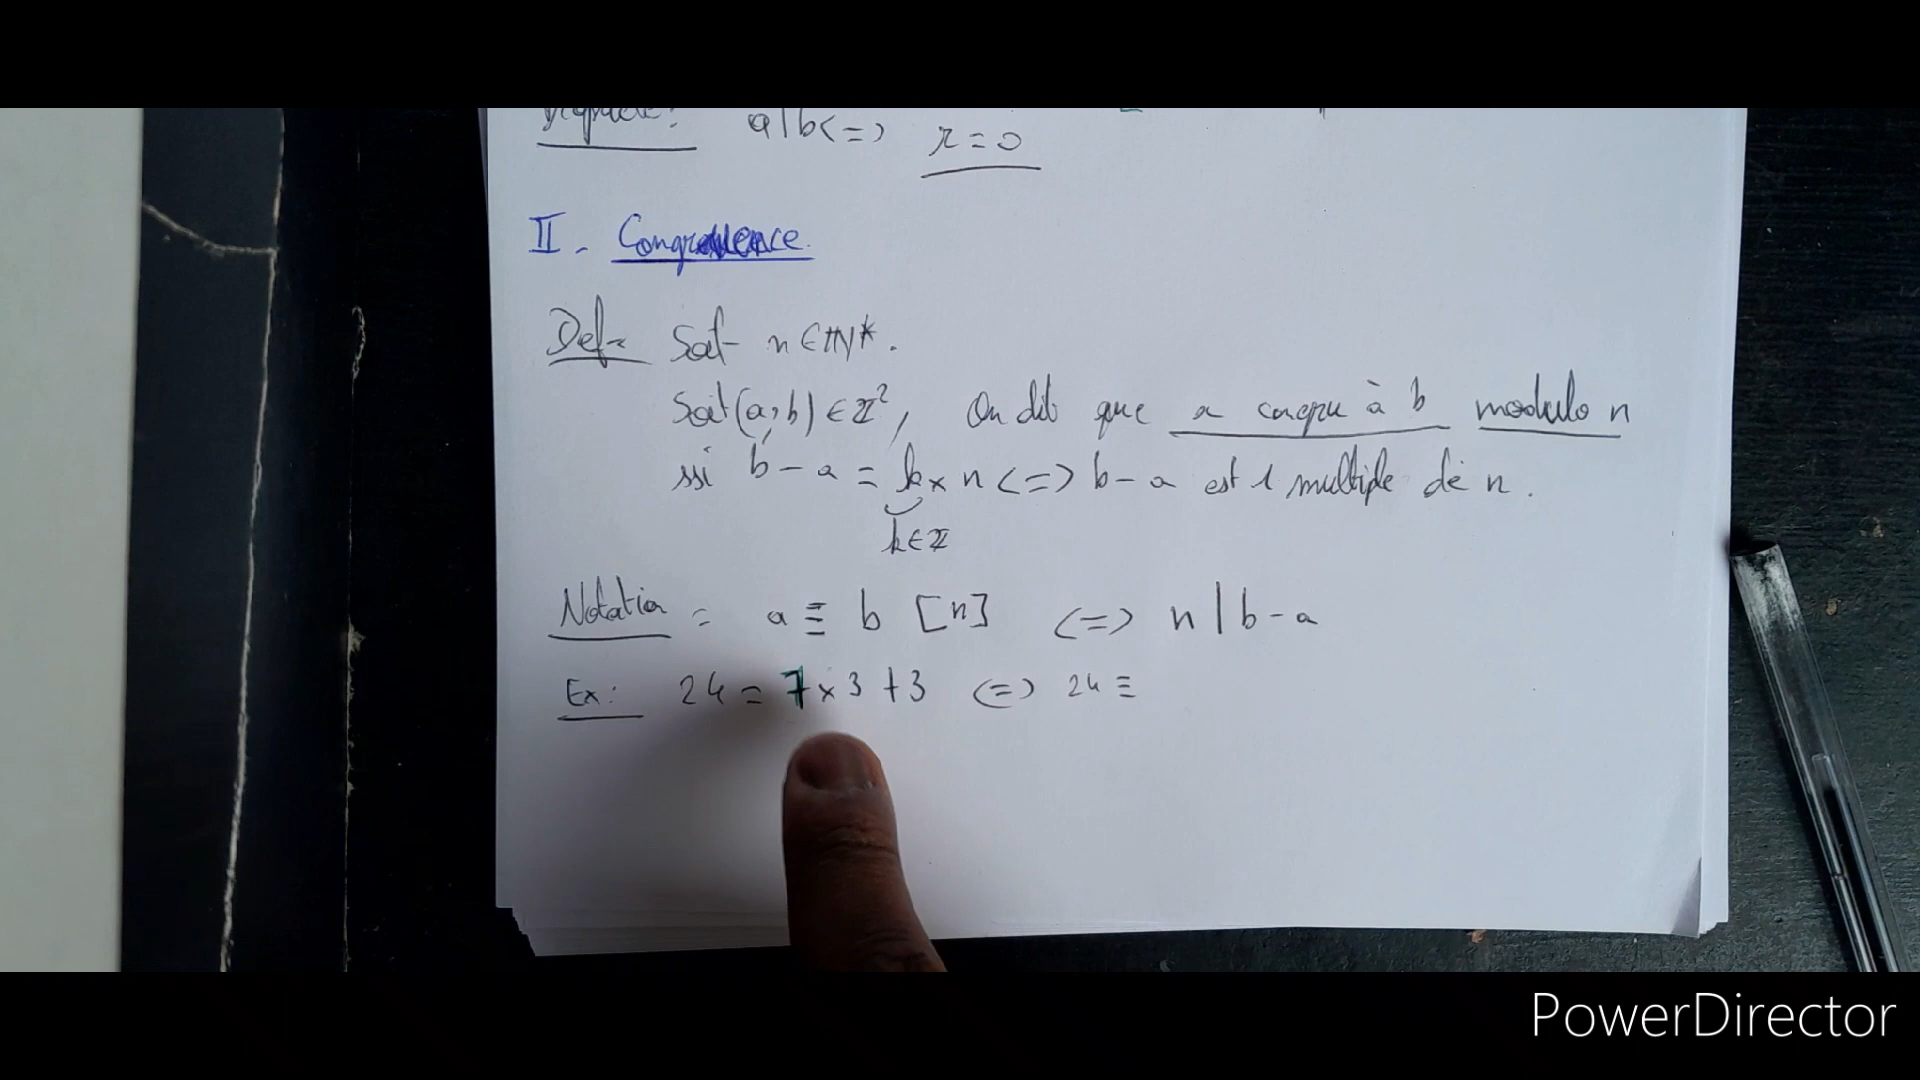 Propriété : a|b <=> r = 0
II - Congruence
Def : Soit n ∈ ℕ*.
Soit (a, b) ∈ ℤ², On dit que a congru à b modulo n
ssi b - a = k × n <=> b - a est 1 multiple de n.
k ∈ ℤ
Notation : a ≡ b [n] <=> n | b - a
Ex : 24 = 7 × 3 + 3 <=> 24 ≡
PowerDirector